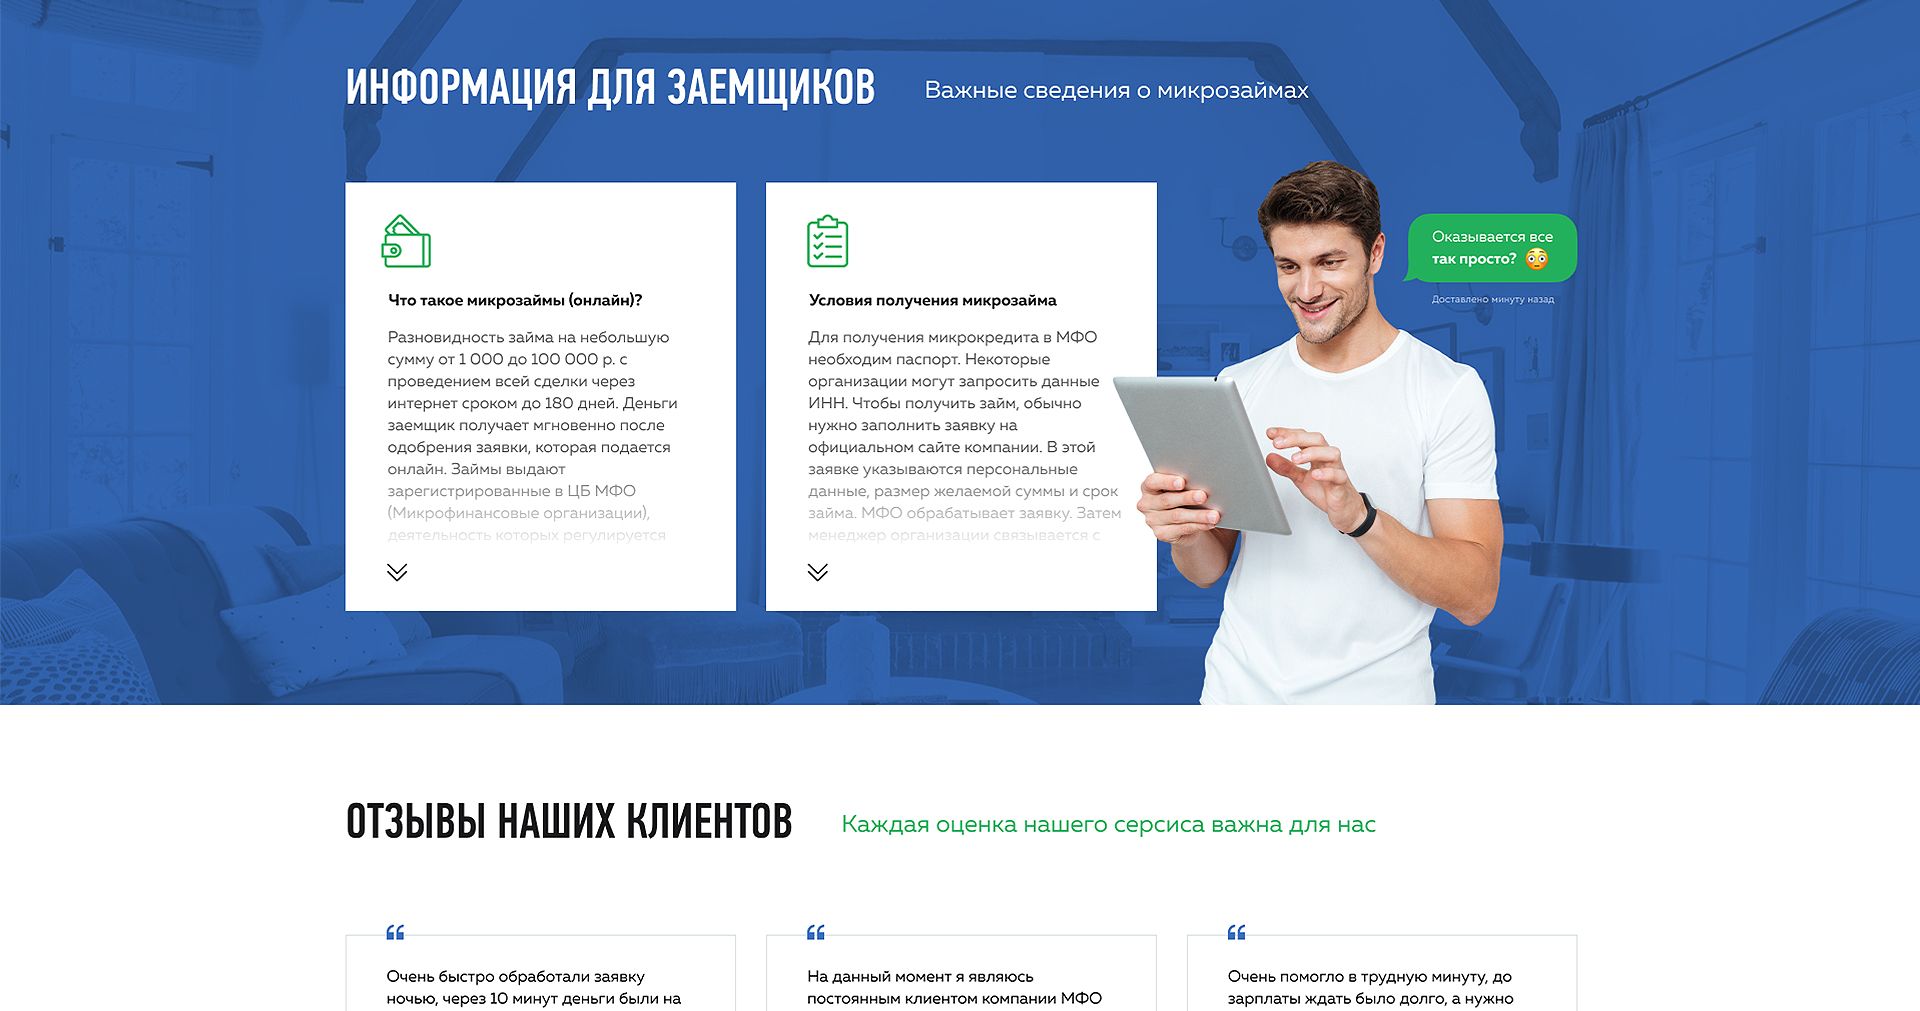 ИНФОРМАЦИЯ ДЛЯ ЗАЕМЩИКОВ
Важные сведения о микрозаймах
Что такое микрозаймы (онлайн)?
Разновидность займа на небольшую
сумму от 1 000 до 100 000 р. с
проведением всей сделки через
интернет сроком до 180 дней. Деньги
заемщик получает мгновенно после
одобрения заявки, которая подается
онлайн. Займы выдают
зарегистрированные в ЦБ МФО
(Микрофинансовые организации),
деятельность которых регулируется
Условия получения микрозайма
Для получения микрокредита в МФО
необходим паспорт. Некоторые
организации могут запросить данные
ИНН. Чтобы получить займ, обычно
нужно заполнить заявку на
официальном сайте компании. В этой
заявке указываются персональные
данные, размер желаемой суммы и срок
займа. МФО обрабатывает заявку. Затем
менеджер организации связывается с
Оказывается все
так просто? 😳
Доставлено минуту назад
ОТЗЫВЫ НАШИХ КЛИЕНТОВ
Каждая оценка нашего серсиса важна для нас
Очень быстро обработали заявку
ночью, через 10 минут деньги были на
На данный момент я являюсь
постоянным клиентом компании МФО
Очень помогло в трудную минуту, до
зарплаты ждать было долго, а нужно